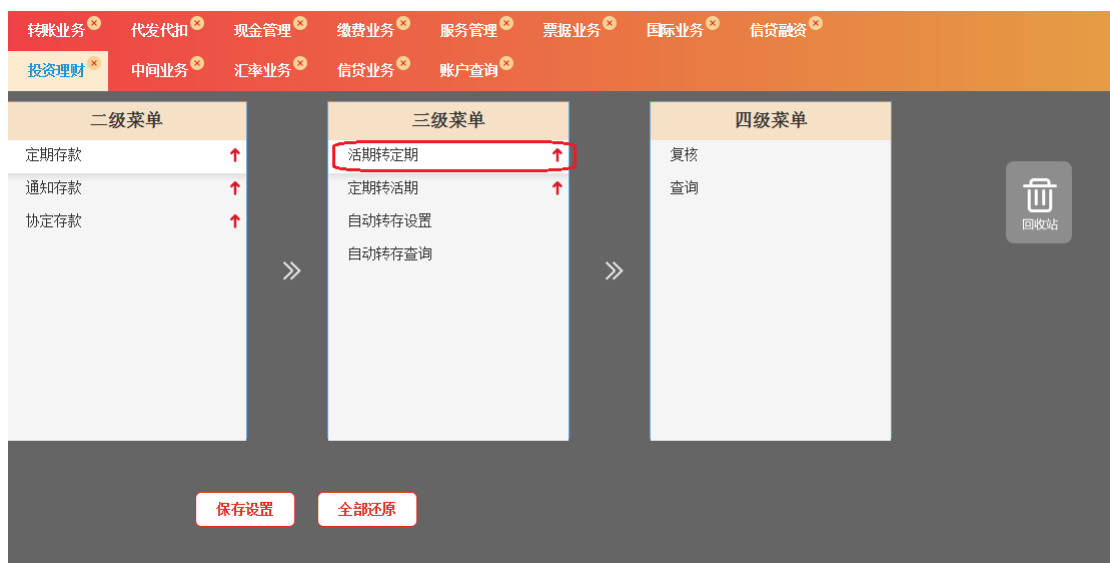 转账业务 代发代扣 现金管理 缴费业务 服务管理 票据业务 国际业务 信贷融资
投资理财 中间业务 汇率业务 信贷业务 账户查询
二级菜单 三级菜单 四级菜单
定期存款 活期转定期 复核
通知存款 定期转活期 查询
协定存款 自动转存设置
自动转存查询
回收站
保存设置 全部还原